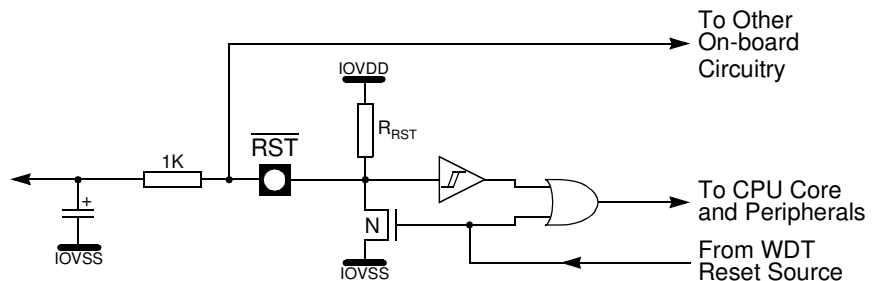 To Other
On-board
Circuitry
IOVDD
R_RST
RST
1K
+
To CPU Core
and Peripherals
N
From WDT
Reset Source
IOVSS
IOVSS